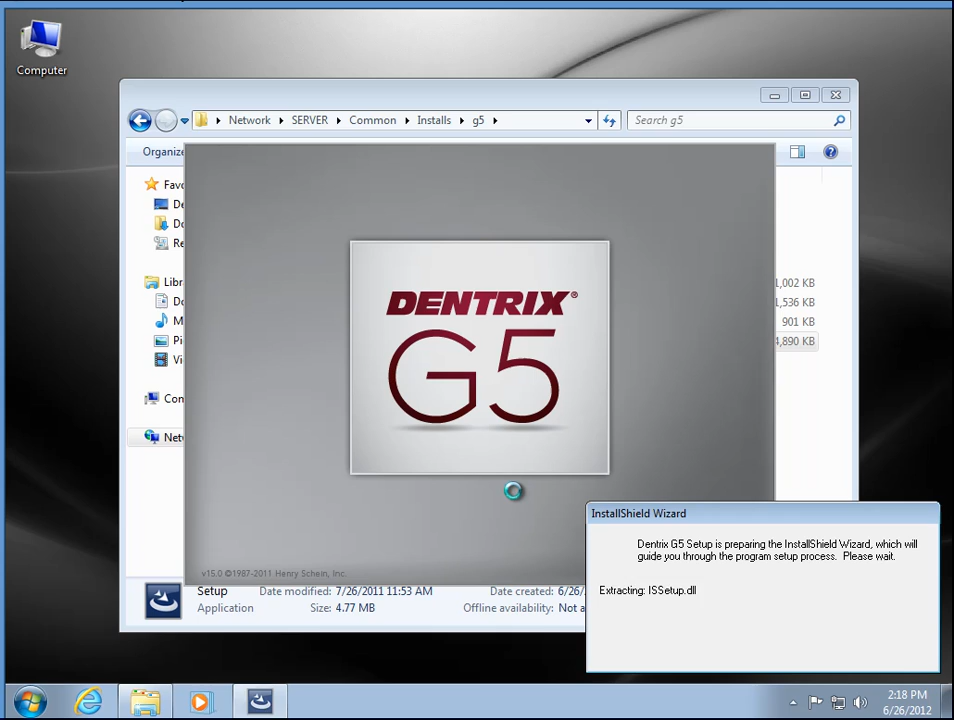 Computer
Network SERVER Common Installs g5
Search g5
Organize
Favo
De
Do
Re
Libr
Do
M
Pi
Vi
Con
Netv
1,002 KB
1,536 KB
901 KB
4,890 KB
DENTRIX®
G5
v15.0 ©1987-2011 Henry Schein, Inc.
InstallShield Wizard
Dentrix G5 Setup is preparing the InstallShield Wizard, which will
guide you through the program setup process. Please wait.
Extracting: ISSetup.dll
Setup Date modified: 7/26/2011 11:53 AM Date created: 6/26/
Application Size: 4.77 MB Offline availability: Not a
2:18 PM
6/26/2012